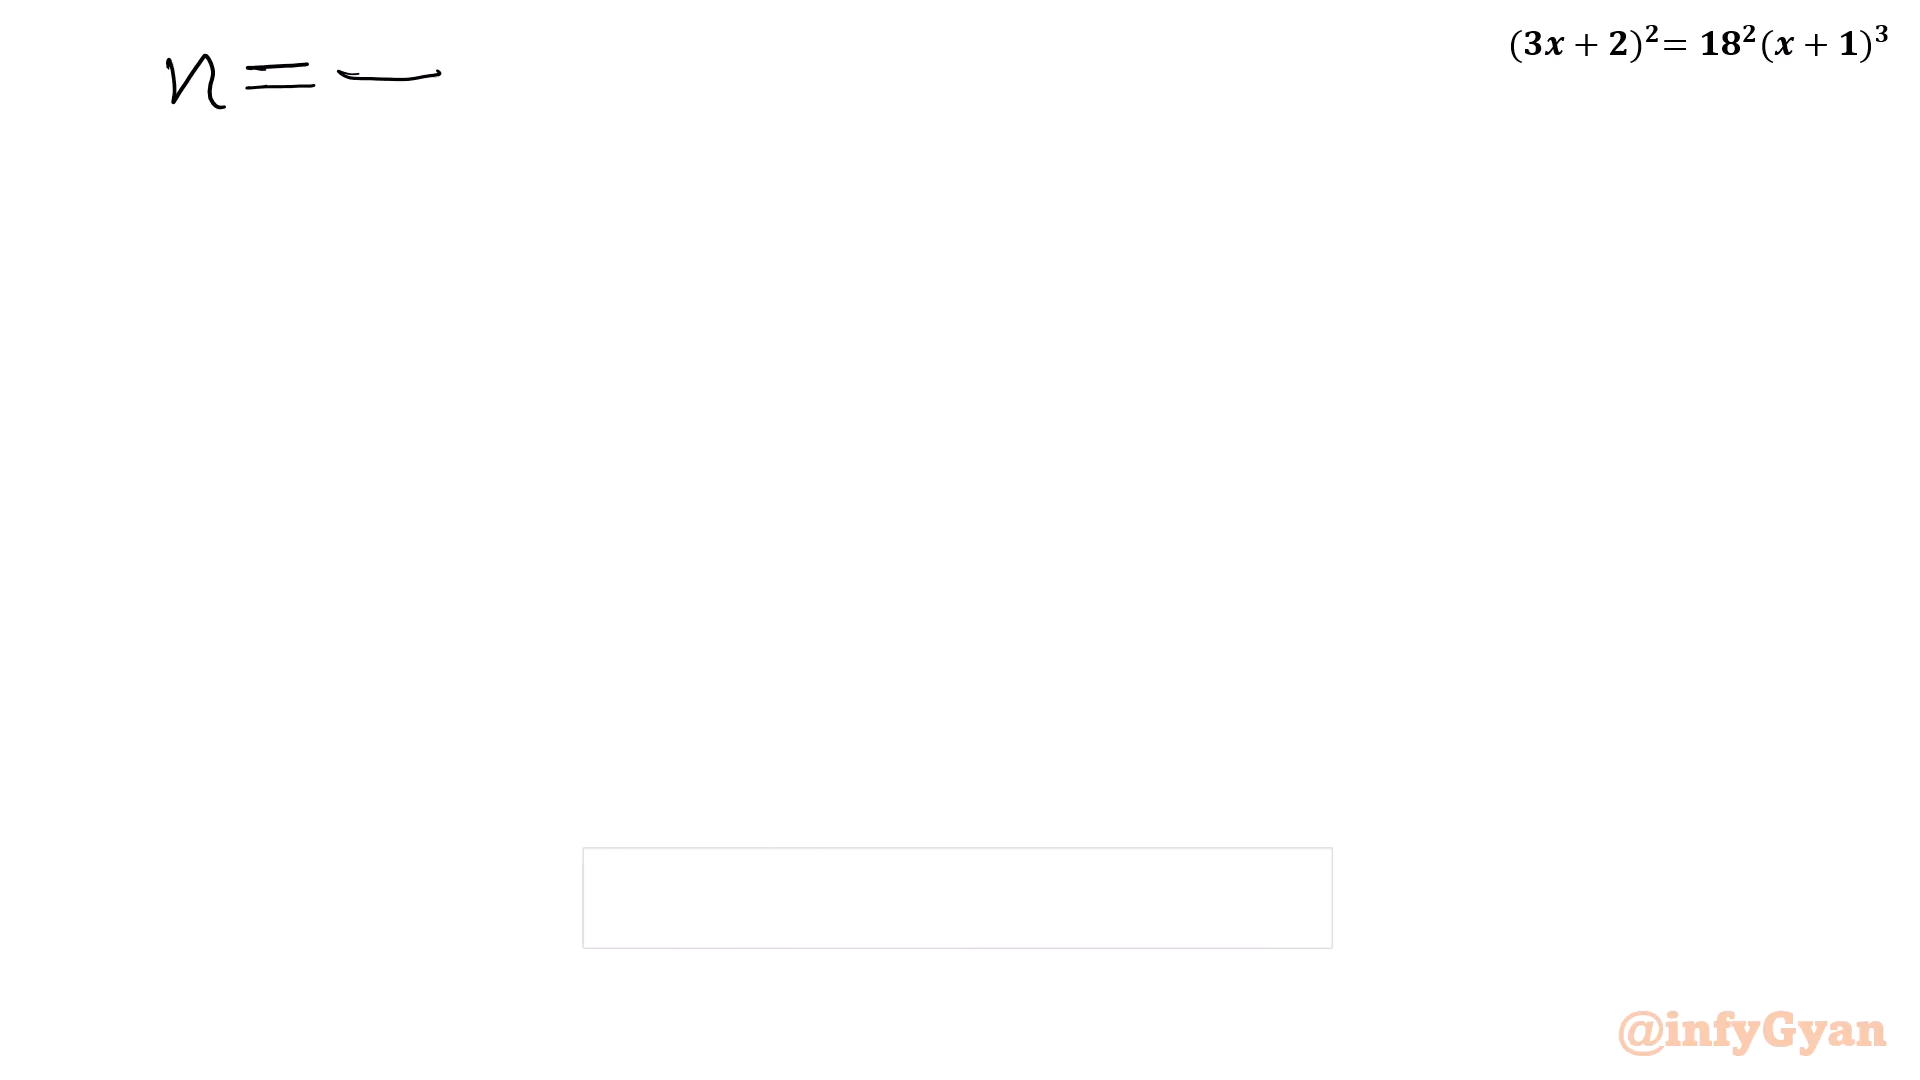 (3x + 2)²= 18²(x + 1)³
n = —
@infyGyan